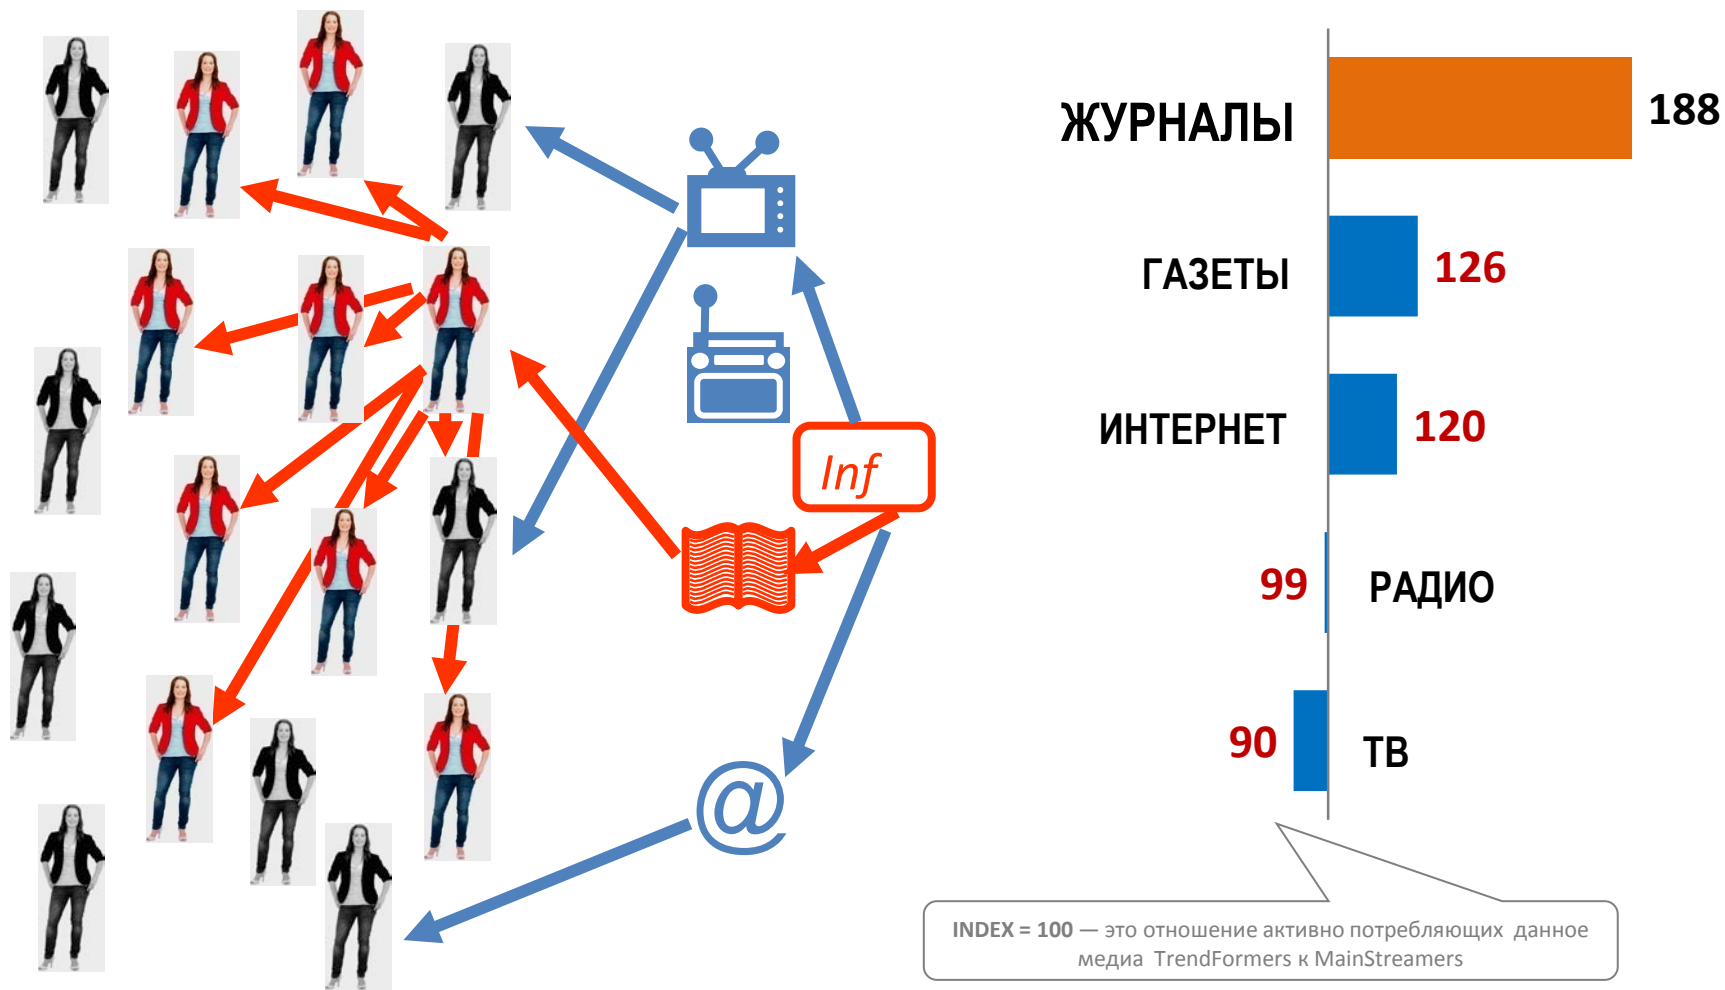 Inf
@
ЖУРНАЛЫ 188
ГАЗЕТЫ 126
ИНТЕРНЕТ 120
99 РАДИО
90 ТВ
INDEX = 100 — это отношение активно потребляющих данное
медиа TrendFormers к MainStreamers